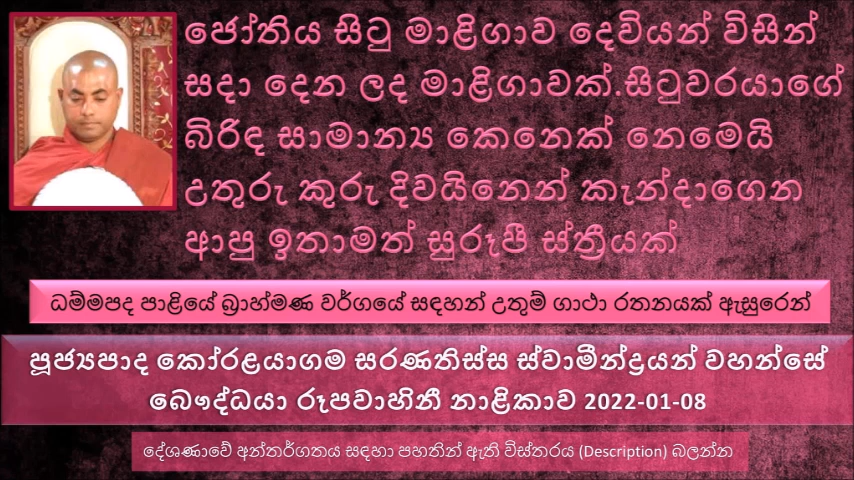 ජෝතිය සිටු මාළිගාව දෙවියන් විසින්
සදා දෙන ලද මාළිගාවක්.සිටුවරයාගේ
බිරිඳ සාමාන්‍ය කෙනෙක් නෙමෙයි
උතුරු කුරු දිවයිනෙන් කැන්දාගෙන
ආපු ඉතාමත් සුරූපී ස්ත්‍රීයක්
ධම්මපද පාළියේ බ්‍රාහ්මණ වර්ගයේ සඳහන් උතුම් ගාථා රතනයක් ඇසුරෙන්
පූජ්‍යපාද කෝරළයාගම සරණතිස්ස ස්වාමීන්ද්‍රයන් වහන්සේ
බෞද්ධයා රූපවාහිනී නාළිකාව 2022-01-08
දේශණාවේ අන්තර්ගතය සඳහා පහතින් ඇති විස්තරය (Description) බලන්න